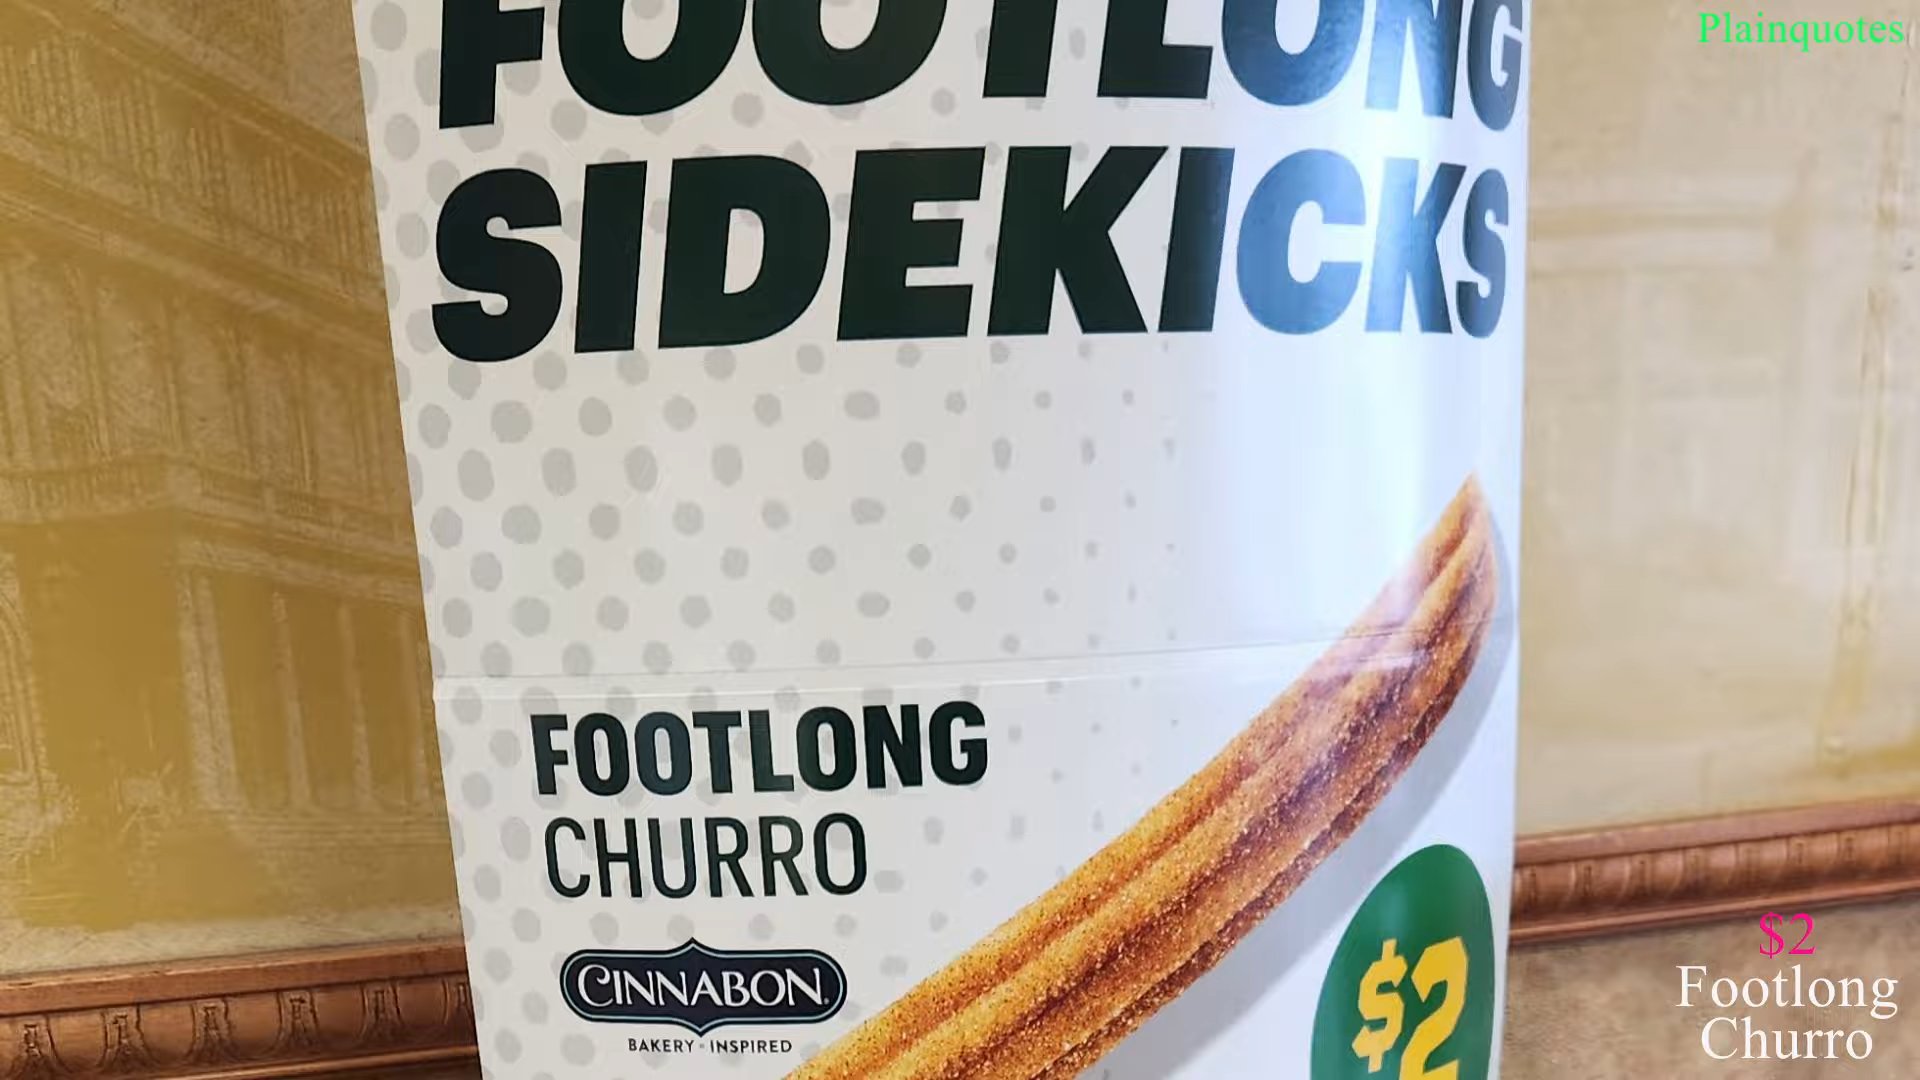 Plainquotes
FOOTLONG
SIDEKICKS
FOOTLONG
CHURRO
CINNABON
BAKERY INSPIRED
$2
$2
Footlong
Churro